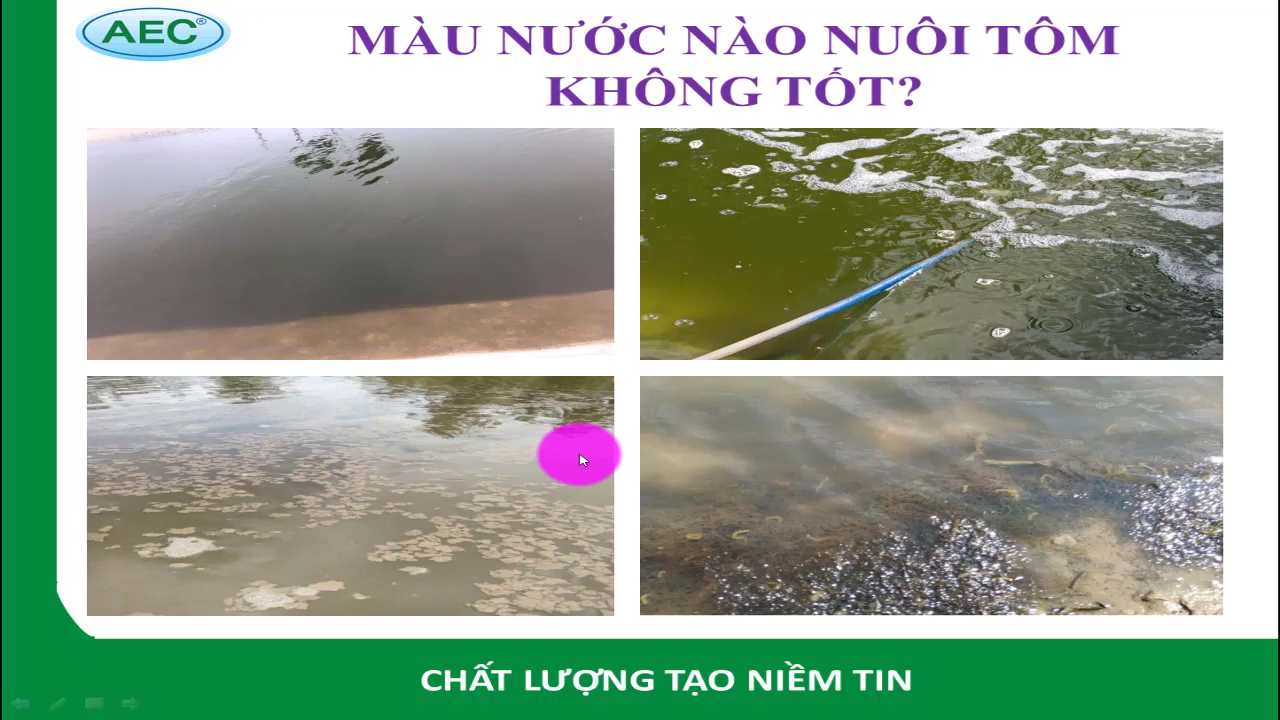 AEC®
MÀU NƯỚC NÀO NUÔI TÔM
KHÔNG TỐT?
CHẤT LƯỢNG TẠO NIỀM TIN